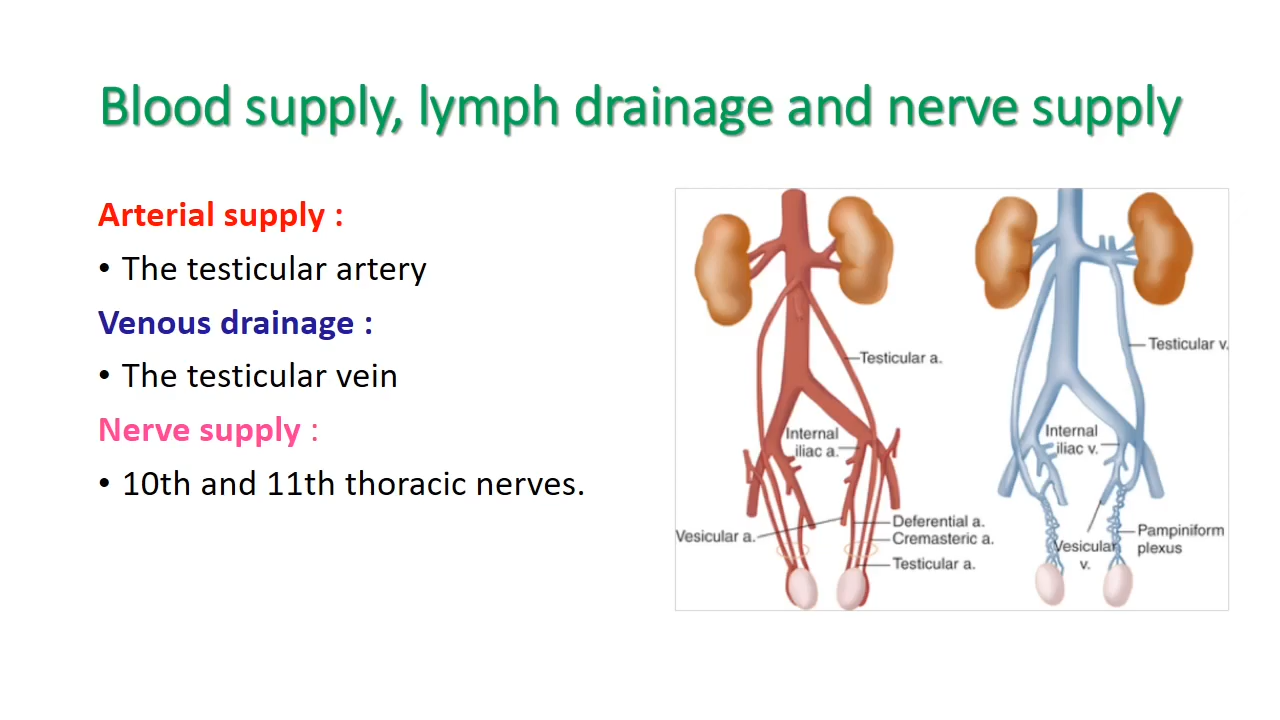 Blood supply, lymph drainage and nerve supply
Arterial supply :
• The testicular artery
Venous drainage :
• The testicular vein
Nerve supply :
• 10th and 11th thoracic nerves.
Testicular a.
Internal
iliac a.
Vesicular a.
Deferential a.
Cremasteric a.
Testicular a.
Testicular v.
Internal
iliac v.
Vesicular
v.
Pampiniform
plexus